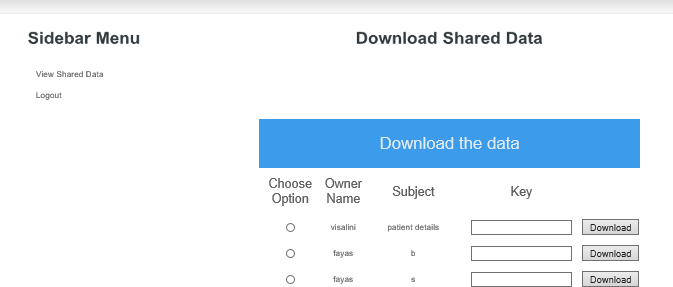 Sidebar Menu
Download Shared Data
View Shared Data
Logout
Download the data
Choose Option Owner Name Subject Key
visalini patient details Download
fayas b Download
fayas s Download